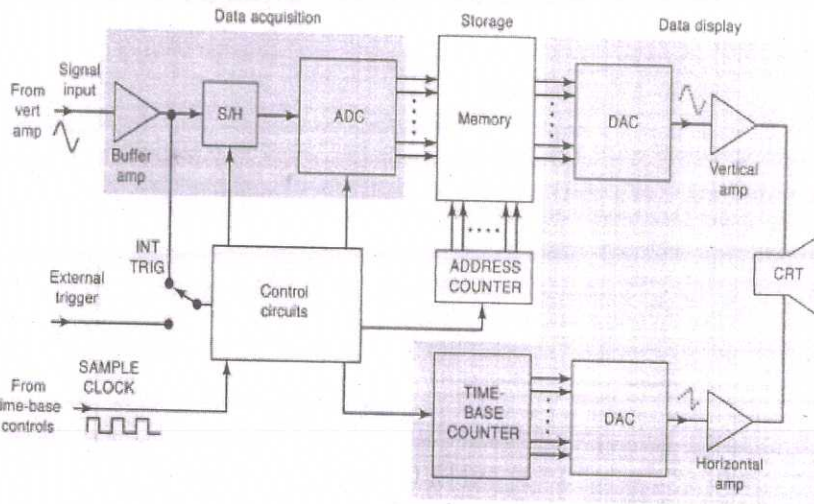 Data acquisition
Storage
Data display
Signal
input
From
vert
amp
Buffer
amp
S/H
ADC
Memory
DAC
Vertical
amp
INT
TRIG
External
trigger
Control
circuits
ADDRESS
COUNTER
CRT
SAMPLE
CLOCK
From
ime-base
controls
TIME-
BASE
COUNTER
DAC
Horizontal
amp